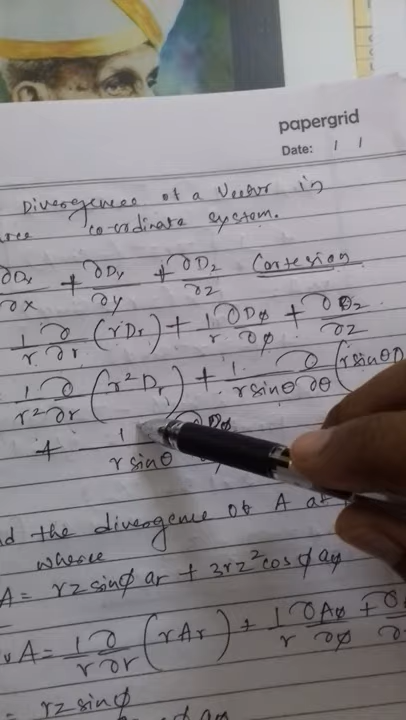 papergrid
Date: / /
Divergence of a Vector in
co-ordinate system.
∂Dx/∂x + ∂Dy/∂y + ∂Dz/∂z Cartesian
1/r ∂/∂r (rDr) + 1/r ∂Dφ/∂φ + ∂Dz/∂z
1/r² ∂/∂r (r²Dr) + 1/r sinθ ∂/∂θ (r sinθ D
+ 1/r sinθ ∂Dφ
the divergence of A at
where
A = rz sinφ ar + 3rz² cosφ aφ
A = 1/r ∂/∂r (rAr) + 1/r ∂Aφ/∂φ + ∂
= rz sinφ